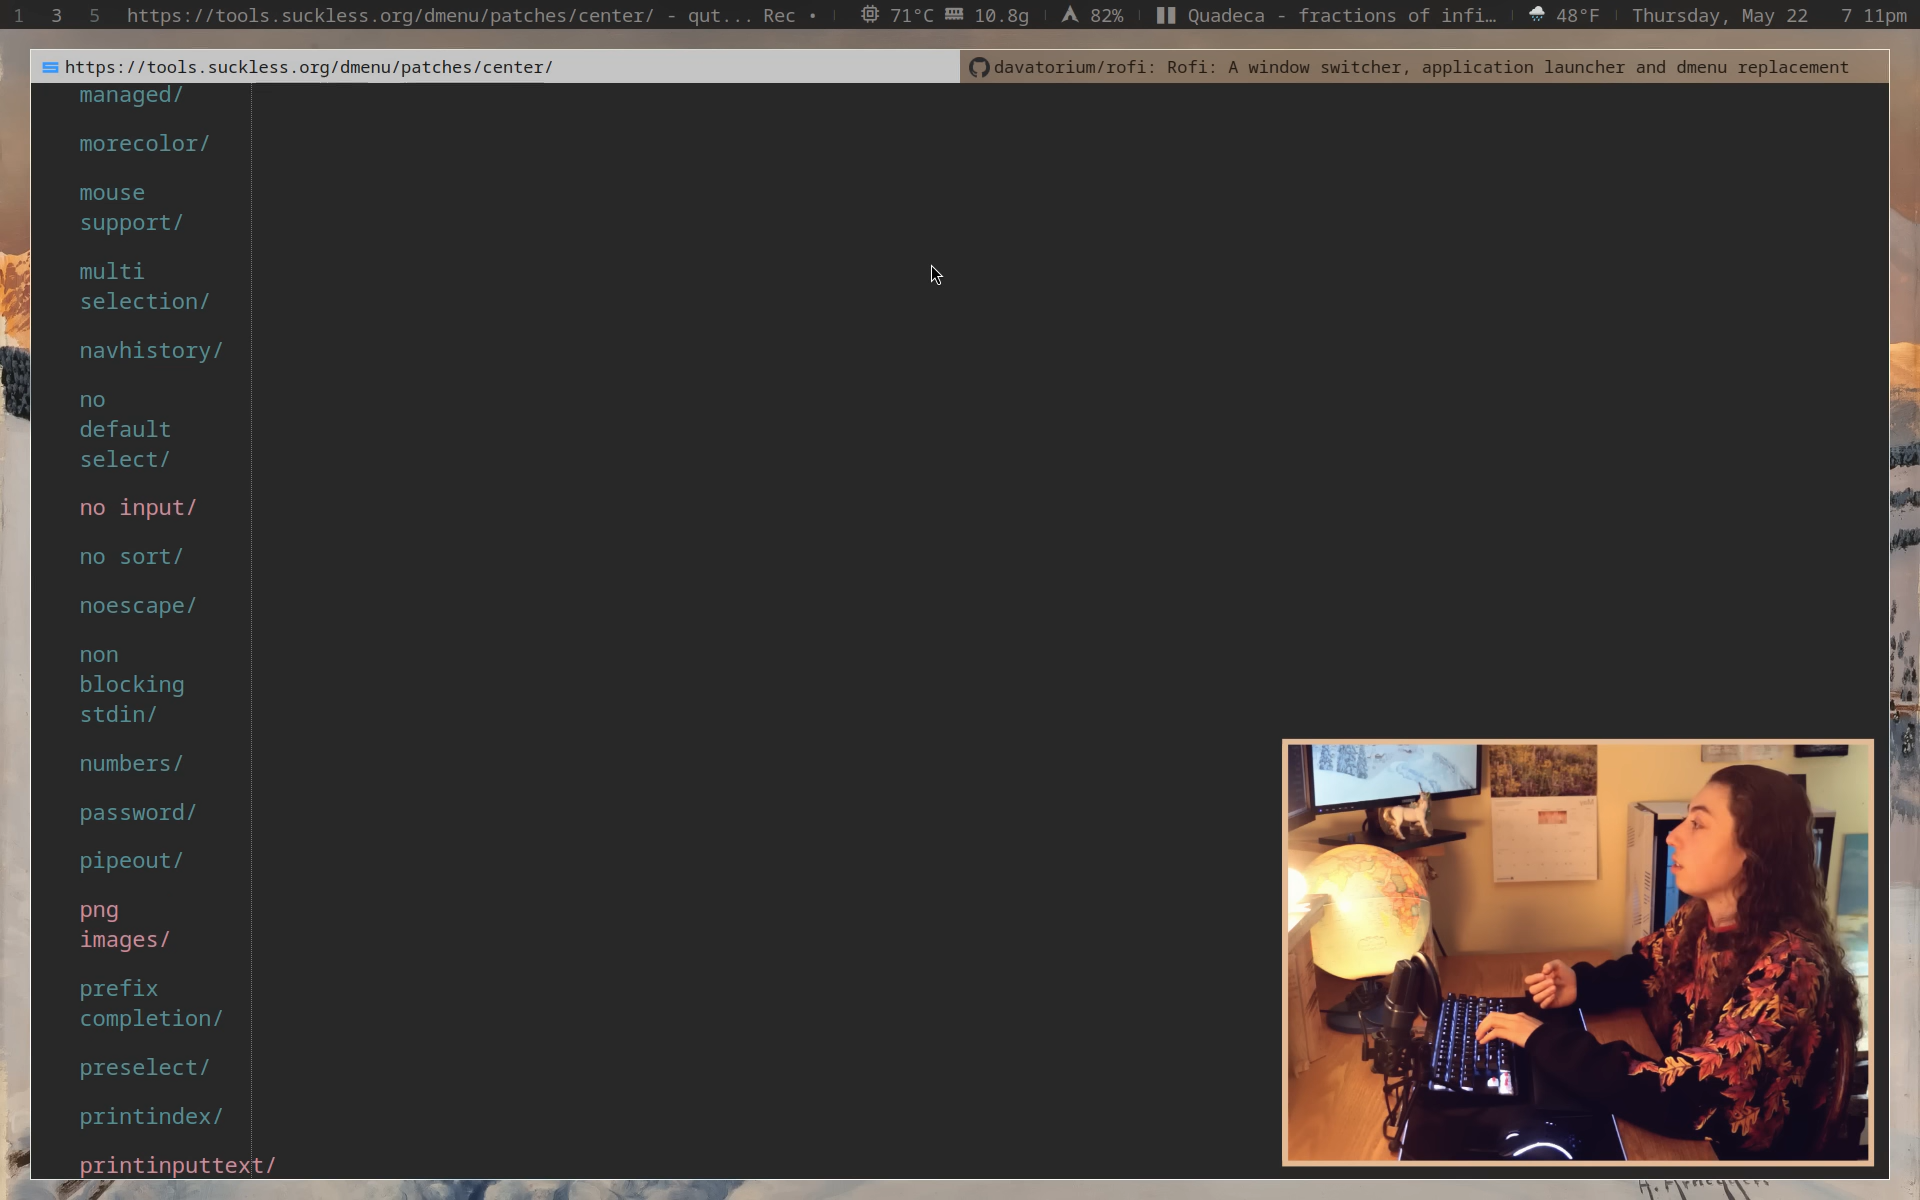 1 3 5 https://tools.suckless.org/dmenu/patches/center/ - qut... Rec • 71°C 10.8g 82% Quadeca - fractions of infi… 48°F Thursday, May 22 7 11pm
https://tools.suckless.org/dmenu/patches/center/ davatorium/rofi: Rofi: A window switcher, application launcher and dmenu replacement
managed/
morecolor/
mouse
support/
multi
selection/
navhistory/
no
default
select/
no input/
no sort/
noescape/
non
blocking
stdin/
numbers/
password/
pipeout/
png
images/
prefix
completion/
preselect/
printindex/
printinputtext/